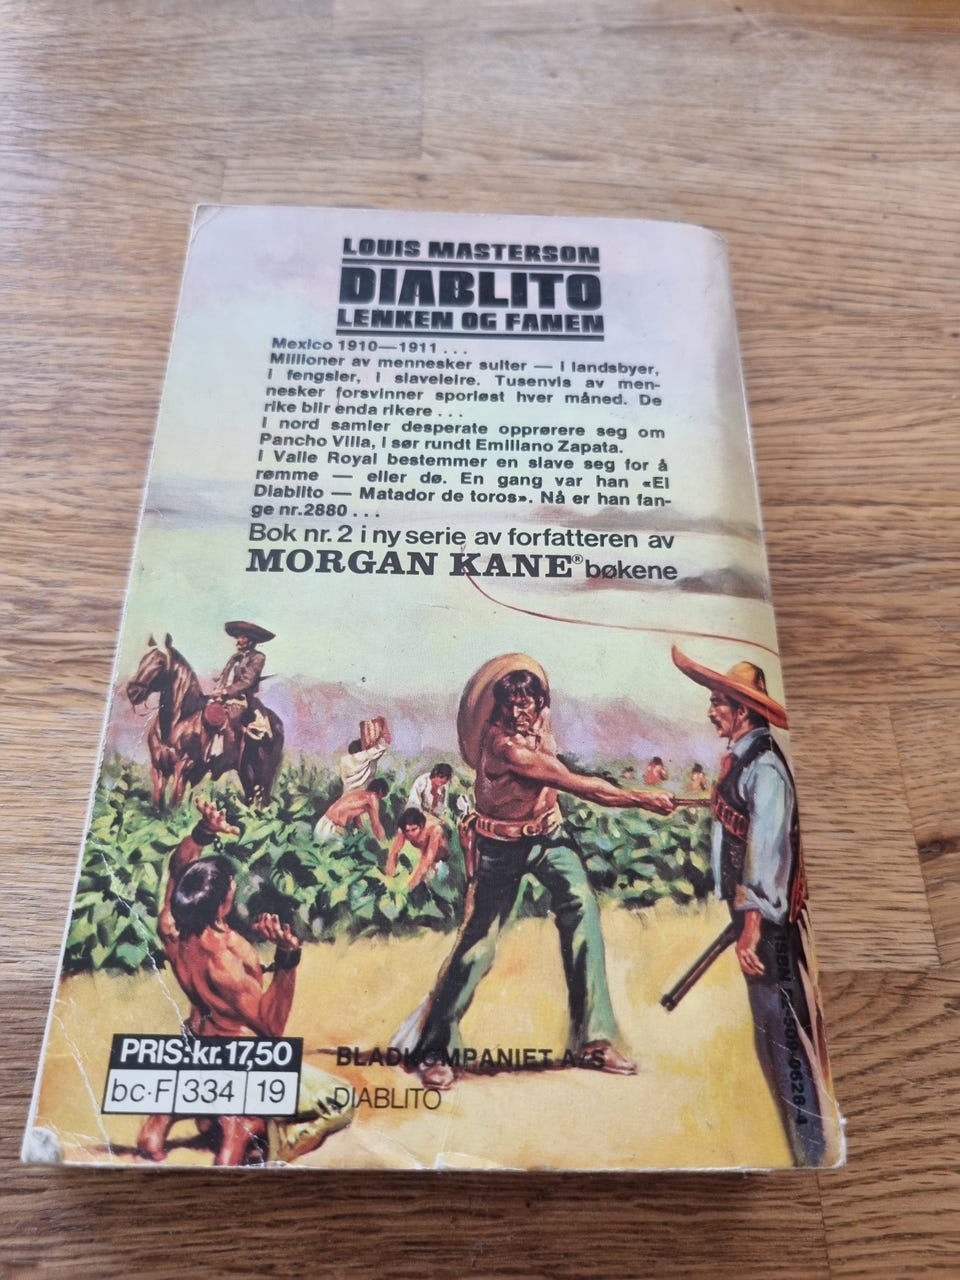 LOUIS MASTERSON
DIABLITO
LENKEN OG FANEN
Mexico 1910—1911 . . .
Millioner av mennesker sulter — i landsbyer,
i fengsler, i slaveleire. Tusenvis av men-
nesker forsvinner sporløst hver måned. De
rike blir enda rikere . . .
I nord samler desperate opprørere seg om
Pancho Villa, i sør rundt Emiliano Zapata.
I Valle Royal bestemmer en slave seg for å
rømme — eller dø. En gang var han «El
Diablito — Matador de toros». Nå er han fan-
ge nr.2880 . . .
Bok nr. 2 i ny serie av forfatteren av
MORGAN KANE® bøkene
PRIS: kr. 17,50
bc·F 334 19
BLADKOMPANIET A/S
DIABLITO
ISBN